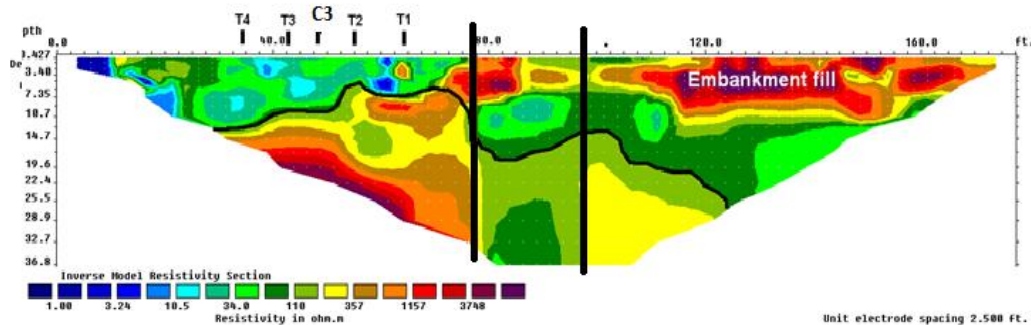 C3
T4 T3 T2 T1
pth 0.0 40.0 80.0 120.0 160.0 ft.
De
1.427
3.40
7.35
10.7
14.7
19.6
22.4
25.5
28.9
32.7
36.8
Embankment fill
Inverse Model Resistivity Section
1.00 3.24 10.5 34.0 110 357 1157 3748
Resistivity in ohm.m
Unit electrode spacing 2.500 ft.